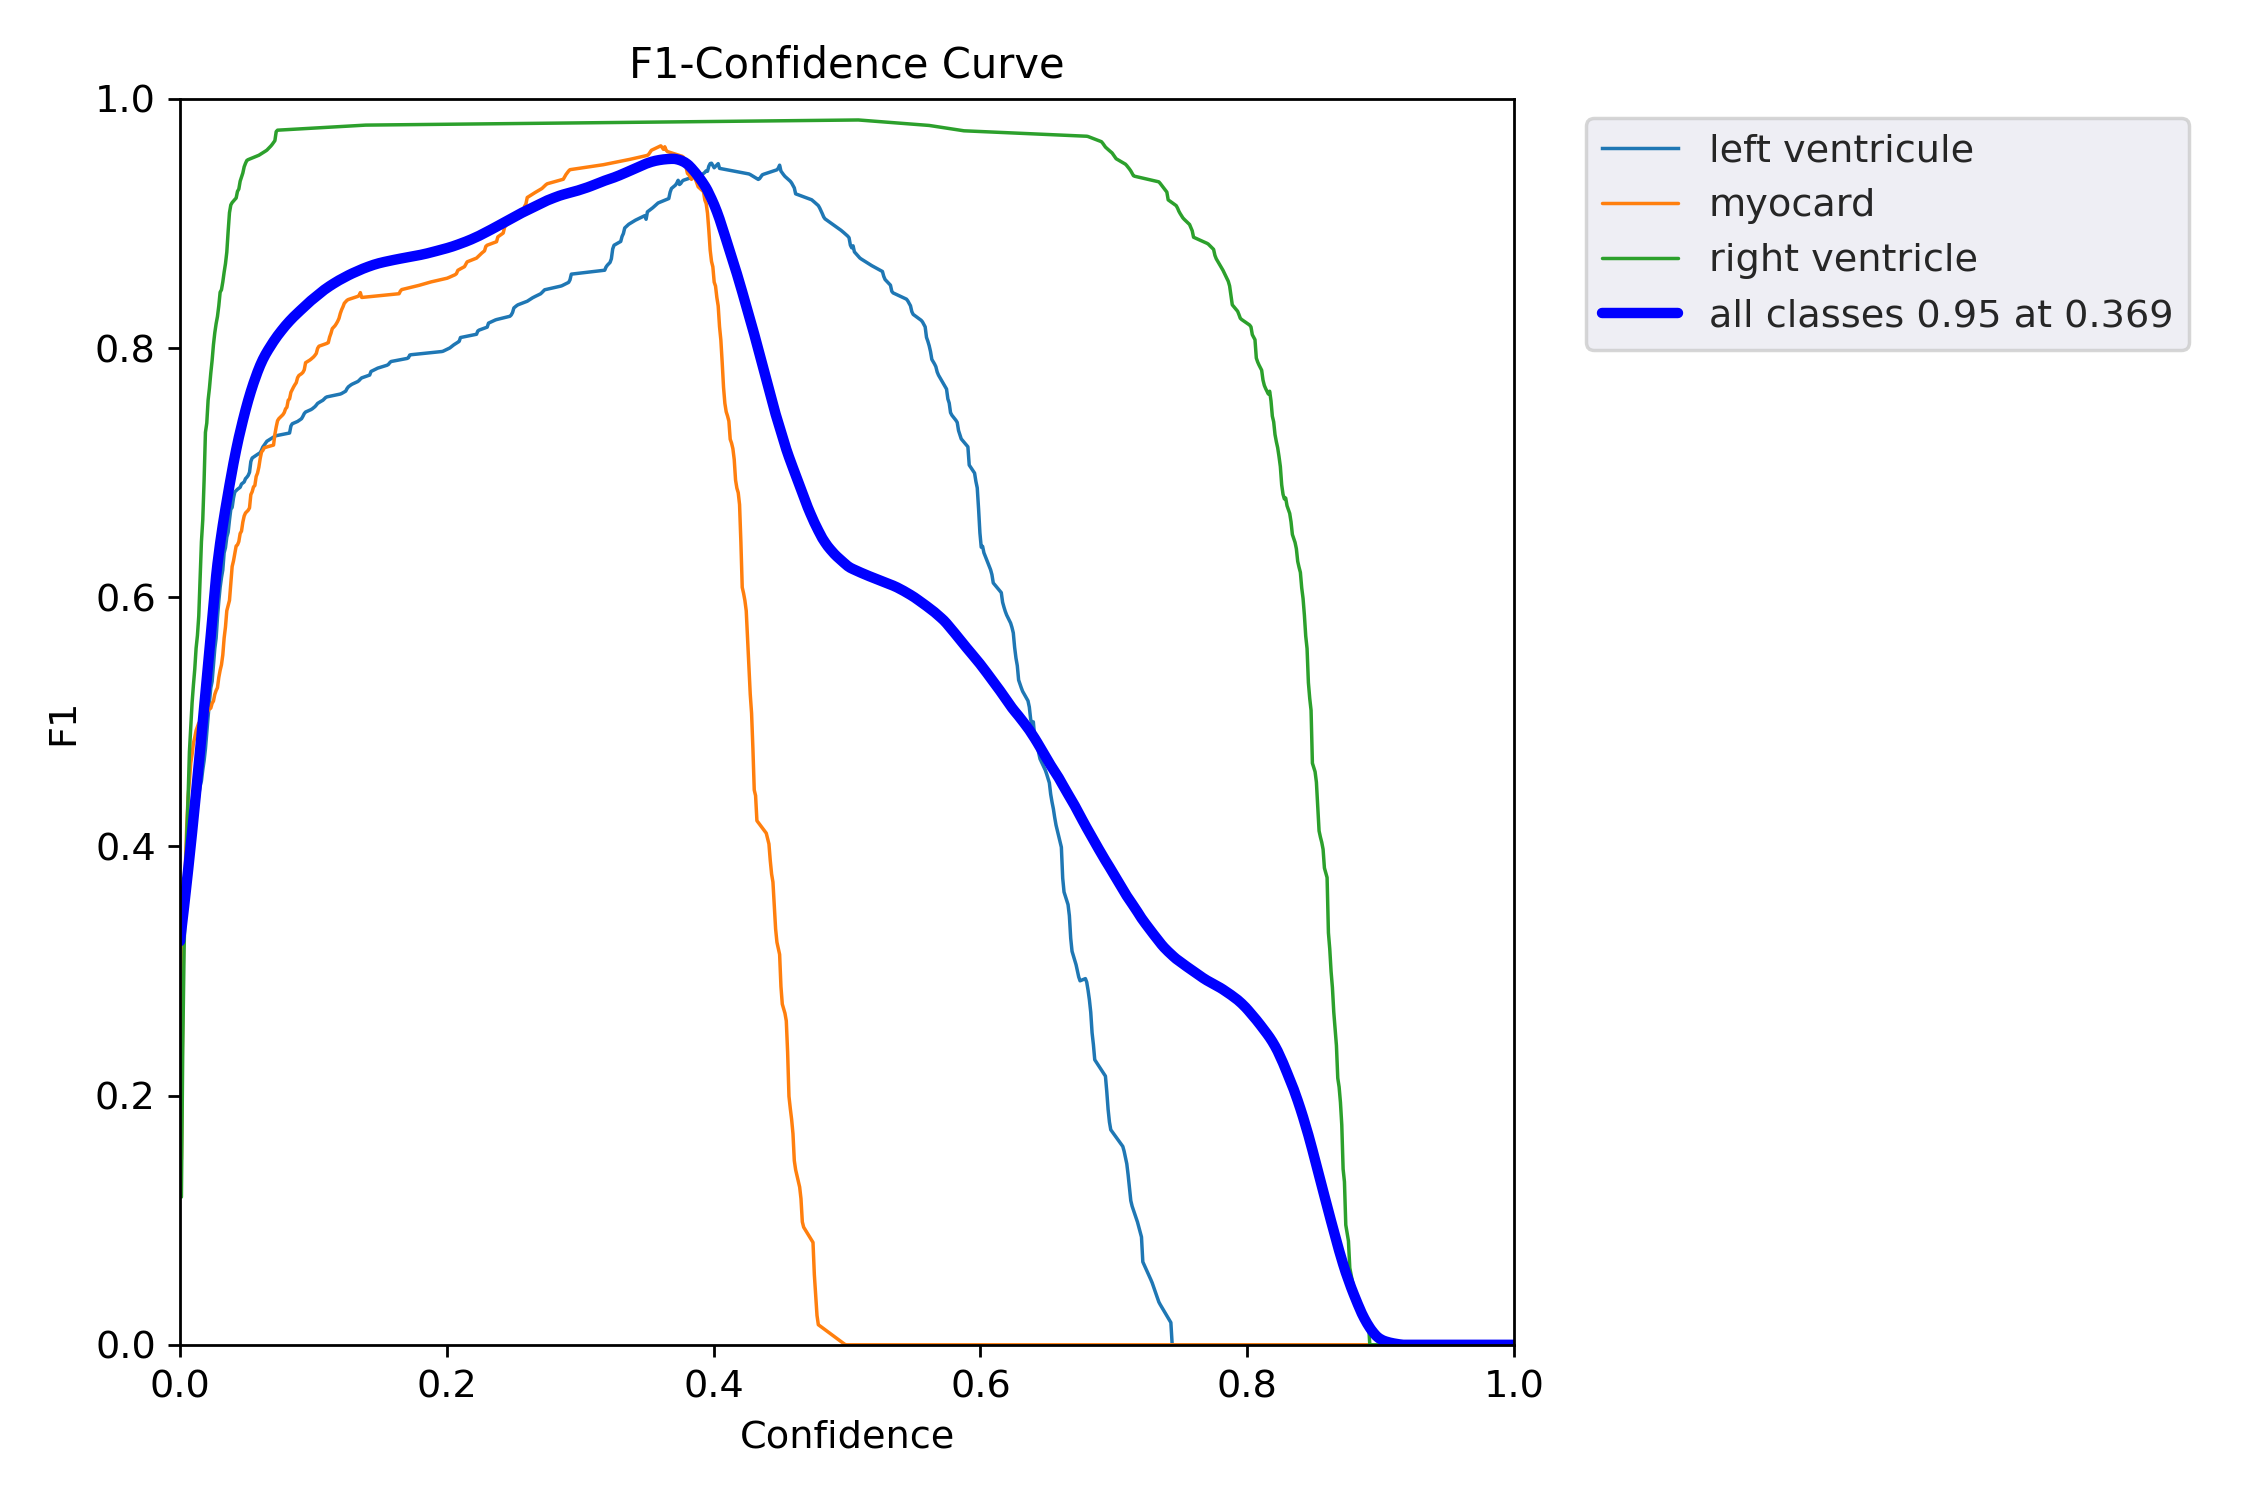 F1-Confidence Curve
1.0
0.8
0.6
0.4
0.2
0.0
F1
0.0 0.2 0.4 0.6 0.8 1.0
Confidence
left ventricule
myocard
right ventricle
all classes 0.95 at 0.369